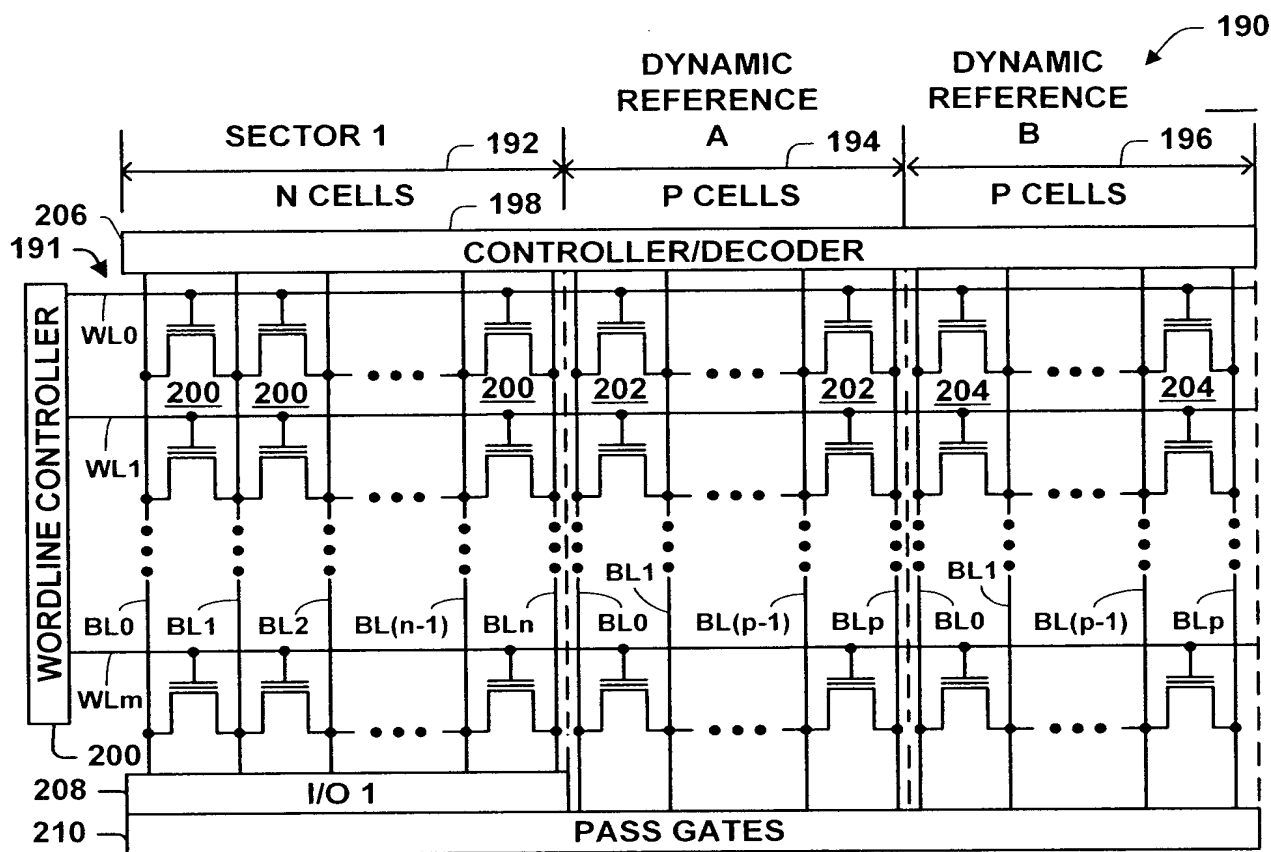 190
DYNAMIC REFERENCE A
DYNAMIC REFERENCE B
SECTOR 1
192
194
196
N CELLS
P CELLS
P CELLS
206
198
CONTROLLER/DECODER
191
WORDLINE CONTROLLER
WL0
200 200 200 202 202 204 204
WL1
BL0 BL1 BL2 BL(n-1) BLn BL0 BL1 BL(p-1) BLp BL0 BL1 BL(p-1) BLp
WLm
200
208
I/O 1
210
PASS GATES